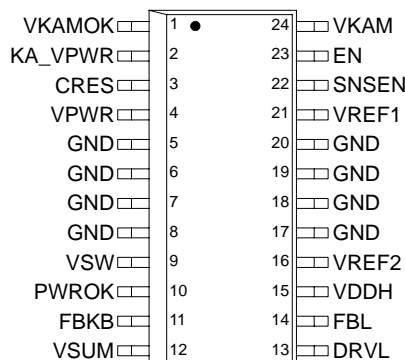 VKAMOK 1 24 VKAM
KA_VPWR 2 23 EN
CRES 3 22 SNSEN
VPWR 4 21 VREF1
GND 5 20 GND
GND 6 19 GND
GND 7 18 GND
GND 8 17 GND
VSW 9 16 VREF2
PWROK 10 15 VDDH
FBKB 11 14 FBL
VSUM 12 13 DRVL